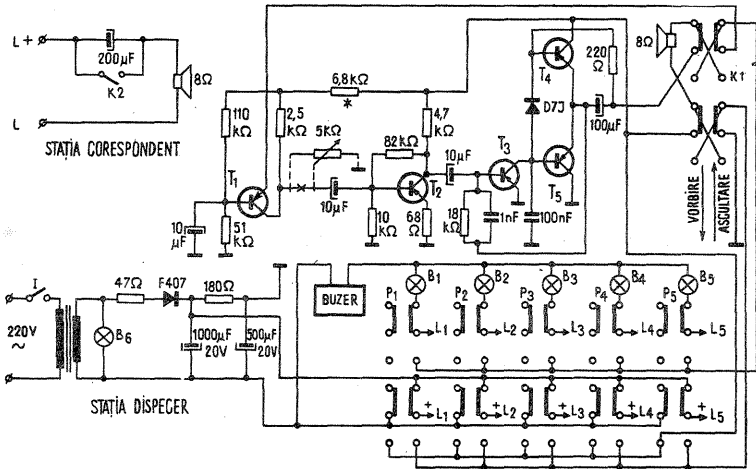 L+
200µF
K2
8Ω
L
STAȚIA CORESPONDENT
110 kΩ
2,5 kΩ
6,8 kΩ
*
5kΩ
82kΩ
4,7 kΩ
T1
10 µF
51 kΩ
10µF
10 kΩ
T2
68 Ω
10µF
T3
18 kΩ
1nF
100nF
T4
D7J
T5
220 Ω
100µF
8Ω
K1
VORBIRE
ASCULTARE
I
220V
~
B6
47Ω
F407
180Ω
1000µF 20V
500µF 20V
STAȚIA DISPECER
BUZER
B1 B2 B3 B4 B5
P1 P2 P3 P4 P5
L1 L2 L3 L4 L5
+ + + + +
L1 L2 L3 L4 L5